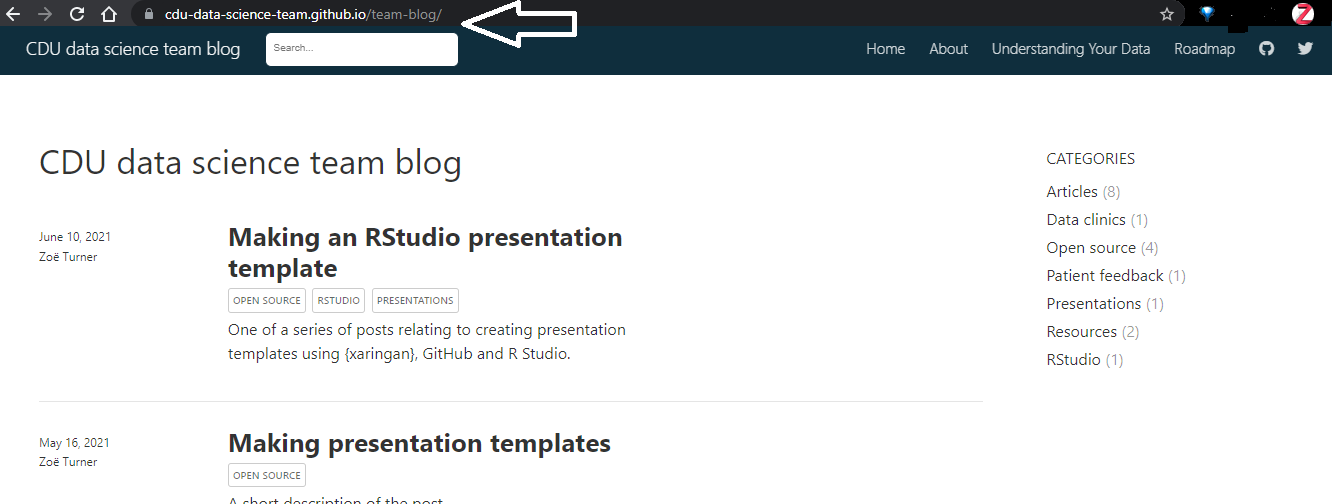 cdu-data-science-team.github.io/team-blog/
CDU data science team blog
Search...
Home
About
Understanding Your Data
Roadmap
CDU data science team blog
June 10, 2021
Zoë Turner
Making an RStudio presentation
template
OPEN SOURCE
RSTUDIO
PRESENTATIONS
One of a series of posts relating to creating presentation
templates using {xaringan}, GitHub and R Studio.
May 16, 2021
Zoë Turner
Making presentation templates
OPEN SOURCE
A short description of the post
CATEGORIES
Articles (8)
Data clinics (1)
Open source (4)
Patient feedback (1)
Presentations (1)
Resources (2)
RStudio (1)